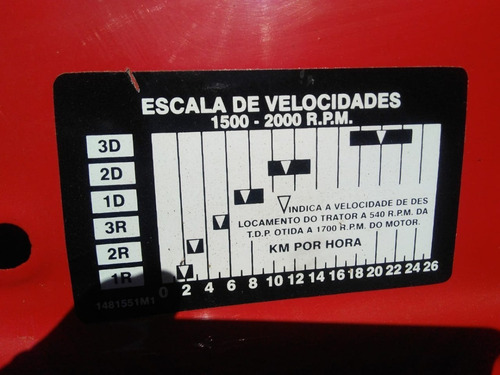 ESCALA DE VELOCIDADES
1500 - 2000 R.P.M.
3D
2D
1D
3R
2R
1R
INDICA A VELOCIDADE DE DES
LOCAMENTO DO TRATOR A 540 R.P.M. DA
T.D.P. OTIDA A 1700 R.P.M. DO MOTOR.
KM POR HORA
0 2 4 6 8 10 12 14 16 18 20 22 24 26
1481551M1